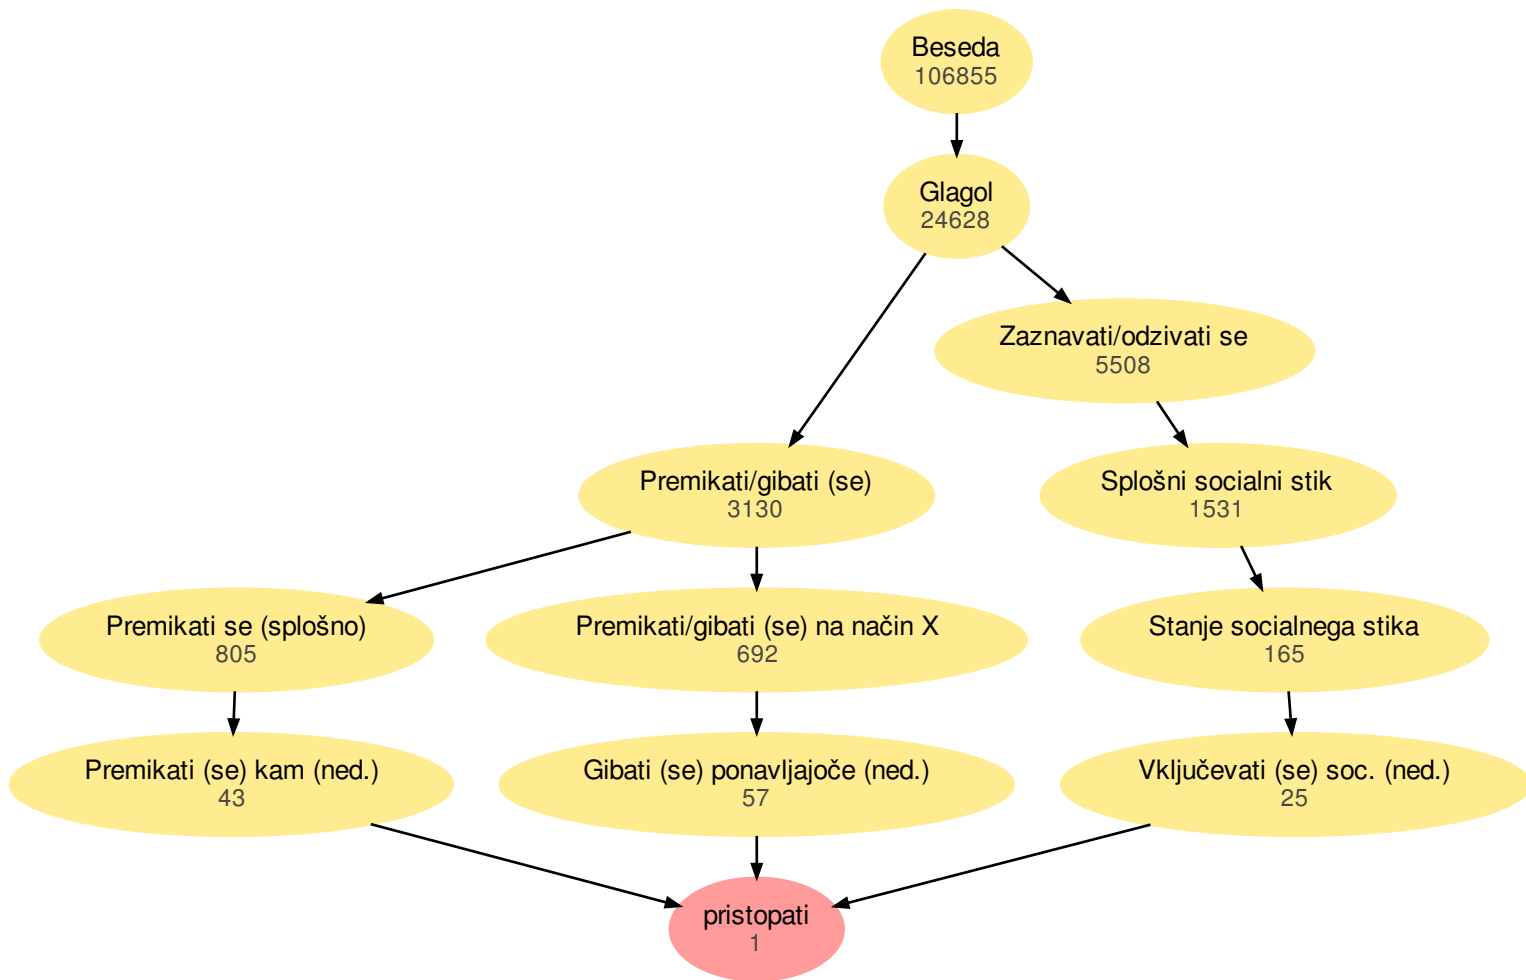 Beseda
106855
Glagol
24628
Zaznavati/odzivati se
5508
Premikati/gibati (se)
3130
Splošni socialni stik
1531
Premikati se (splošno)
805
Premikati/gibati (se) na način X
692
Stanje socialnega stika
165
Premikati (se) kam (ned.)
43
Gibati (se) ponavljajoče (ned.)
57
Vključevati (se) soc. (ned.)
25
pristopati
1